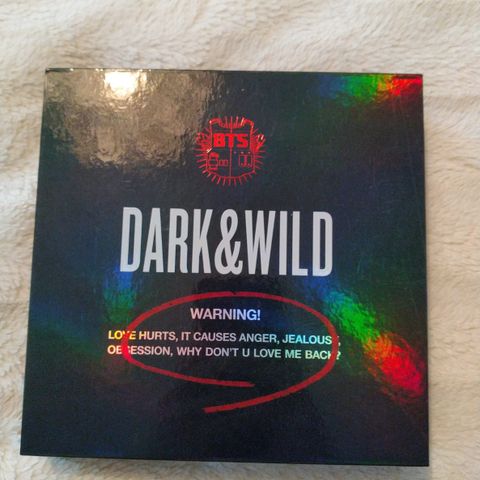 BTS
DARK&WILD
WARNING!
LOVE HURTS, IT CAUSES ANGER, JEALOUSY,
OBSESSION, WHY DON'T U LOVE ME BACK?